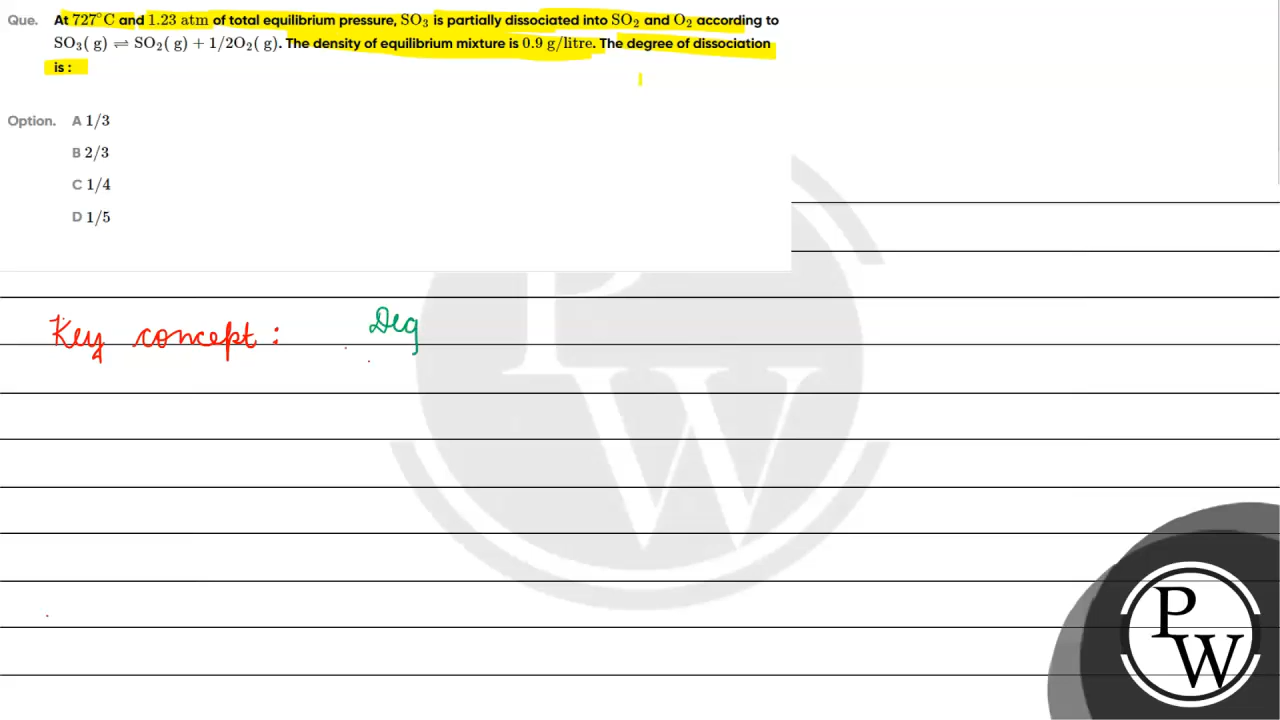 Que. At 727°C and 1.23 atm of total equilibrium pressure, SO₃ is partially dissociated into SO₂ and O₂ according to
SO₃( g) ⇌ SO₂( g) + 1/2O₂( g). The density of equilibrium mixture is 0.9 g/litre. The degree of dissociation
is :
Option. A 1/3
B 2/3
C 1/4
D 1/5
Key concept : Deg
P
W
P
W